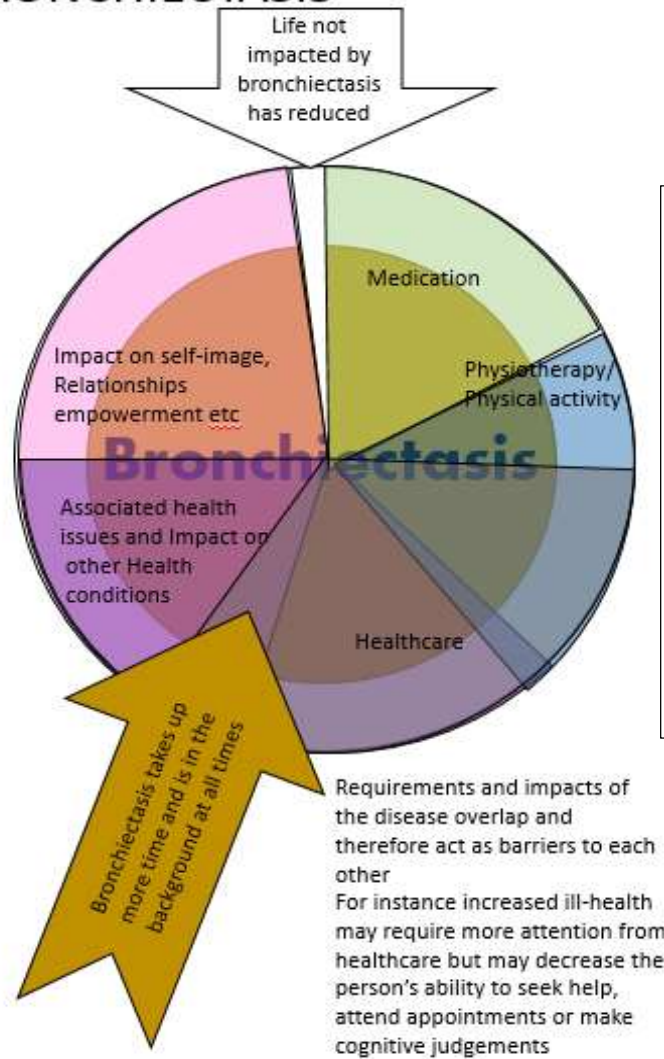 Life not
impacted by
bronchiectasis
has reduced
Medication
Physiotherapy/
Physical activity
Impact on self-image,
Relationships
empowerment etc
Bronchiectasis
Associated health
issues and Impact on
other Health
conditions
Healthcare
Bronchiectasis takes up
more time and is in the
background at all times
Requirements and impacts of
the disease overlap and
therefore act as barriers to each
other
For instance increased ill-health
may require more attention from
healthcare but may decrease the
person's ability to seek help,
attend appointments or make
cognitive judgements